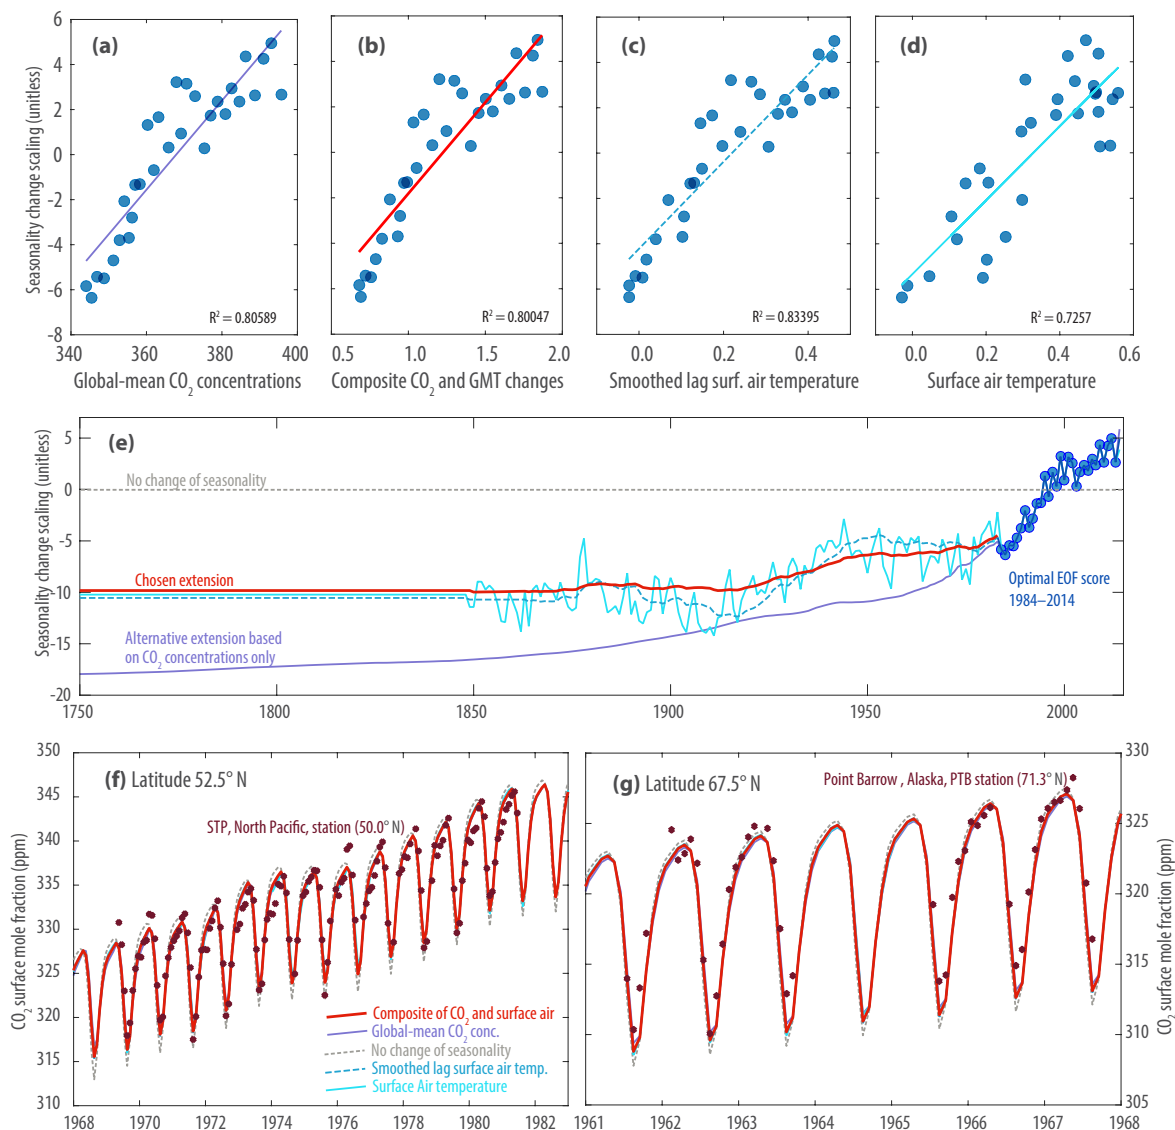 6
4
2
0
-2
-4
-6
-8
Seasonality change scaling (unitless)
(a)
R² = 0.80589
340
360
380
400
Global-mean CO₂ concentrations
(b)
R² = 0.80047
0.5
1.0
1.5
2.0
Composite CO₂ and GMT changes
(c)
R² = 0.83395
0.0
0.2
0.4
Smoothed lag surf. air temperature
(d)
R² = 0.7257
0.0
0.2
0.4
0.6
Surface air temperature
(e)
Seasonality change scaling (unitless)
5
0
-5
-10
-15
-20
No change of seasonality
Chosen extension
Alternative extension based
on CO₂ concentrations only
Optimal EOF score
1984–2014
1750
1800
1850
1900
1950
2000
(f) Latitude 52.5° N
CO₂ surface mole fraction (ppm)
350
345
340
335
330
325
320
315
310
STP, North Pacific, station (50.0° N)
Composite of CO₂ and surface air
Global-mean CO₂ conc.
No change of seasonality
Smoothed lag surface air temp.
Surface Air temperature
1968
1970
1972
1974
1976
1978
1980
1982
(g) Latitude 67.5° N
Point Barrow , Alaska, PTB station (71.3° N)
330
325
320
315
310
305
CO₂ surface mole fraction (ppm)
1961
1962
1963
1964
1965
1966
1967
1968